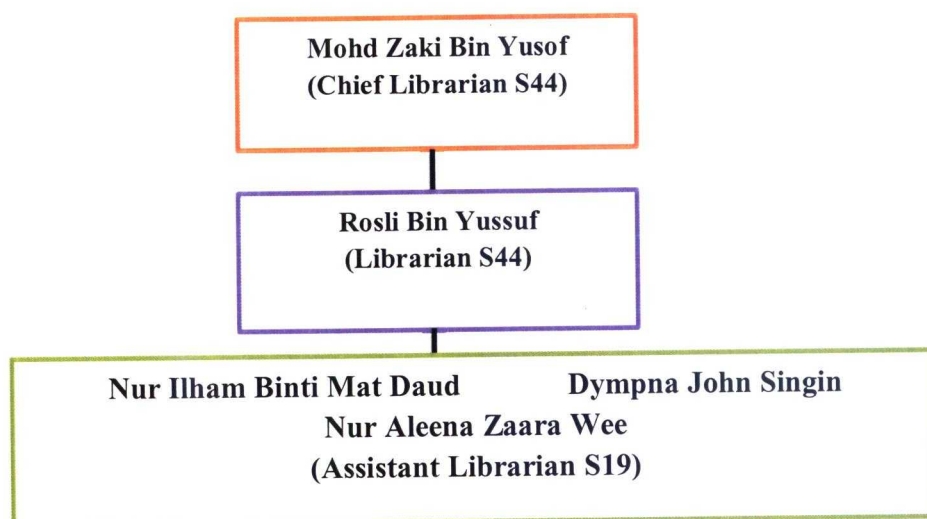 Mohd Zaki Bin Yusof
(Chief Librarian S44)
Rosli Bin Yussuf
(Librarian S44)
Nur Ilham Binti Mat Daud Dympna John Singin
Nur Aleena Zaara Wee
(Assistant Librarian S19)